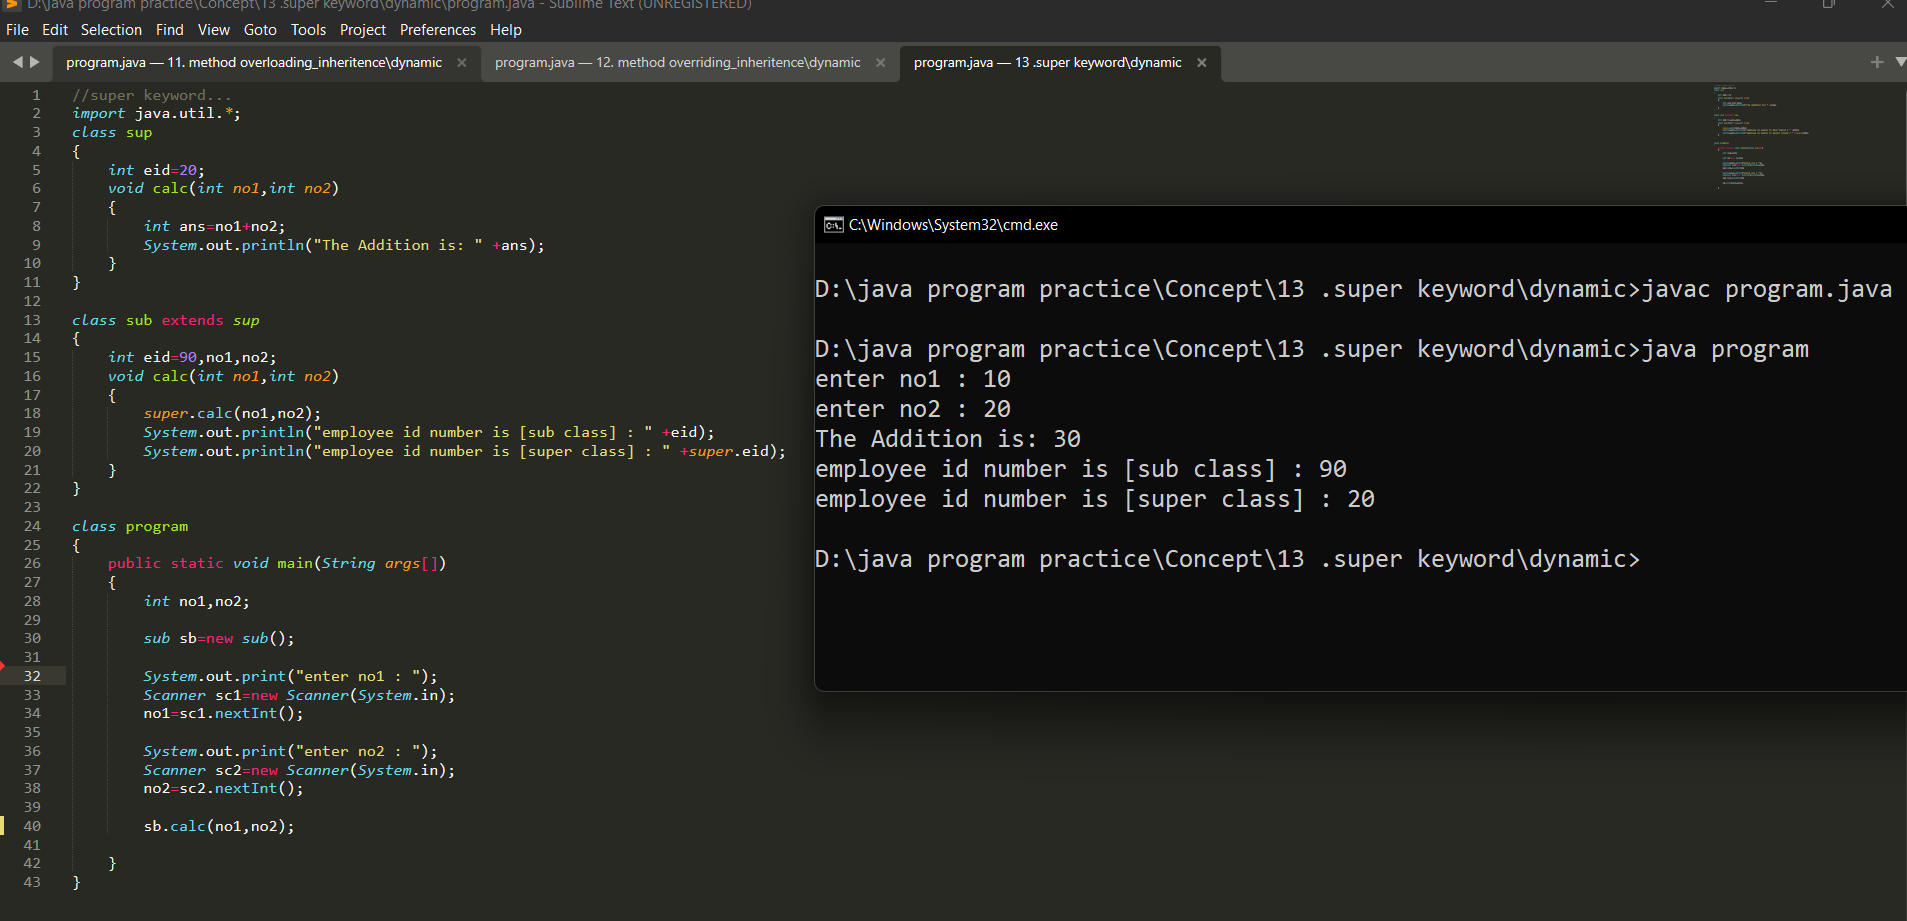 D:\java program practice\Concept\13 .super keyword\dynamic\program.java - Sublime Text (UNREGISTERED)
File Edit Selection Find View Goto Tools Project Preferences Help
program.java — 11. method overloading_inheritence\dynamic × program.java — 12. method overriding_inheritence\dynamic × program.java — 13 .super keyword\dynamic ×
1 //super keyword...
2 import java.util.*;
3 class sup
4 {
5 int eid=20;
6 void calc(int no1,int no2)
7 {
8 int ans=no1+no2;
9 System.out.println("The Addition is: " +ans);
10 }
11 }
12
13 class sub extends sup
14 {
15 int eid=90,no1,no2;
16 void calc(int no1,int no2)
17 {
18 super.calc(no1,no2);
19 System.out.println("employee id number is [sub class] : " +eid);
20 System.out.println("employee id number is [super class] : " +super.eid);
21 }
22 }
23
24 class program
25 {
26 public static void main(String args[])
27 {
28 int no1,no2;
29
30 sub sb=new sub();
31
32 System.out.print("enter no1 : ");
33 Scanner sc1=new Scanner(System.in);
34 no1=sc1.nextInt();
35
36 System.out.print("enter no2 : ");
37 Scanner sc2=new Scanner(System.in);
38 no2=sc2.nextInt();
39
40 sb.calc(no1,no2);
41
42 }
43 }
C:\Windows\System32\cmd.exe
D:\java program practice\Concept\13 .super keyword\dynamic>javac program.java
D:\java program practice\Concept\13 .super keyword\dynamic>java program
enter no1 : 10
enter no2 : 20
The Addition is: 30
employee id number is [sub class] : 90
employee id number is [super class] : 20
D:\java program practice\Concept\13 .super keyword\dynamic>